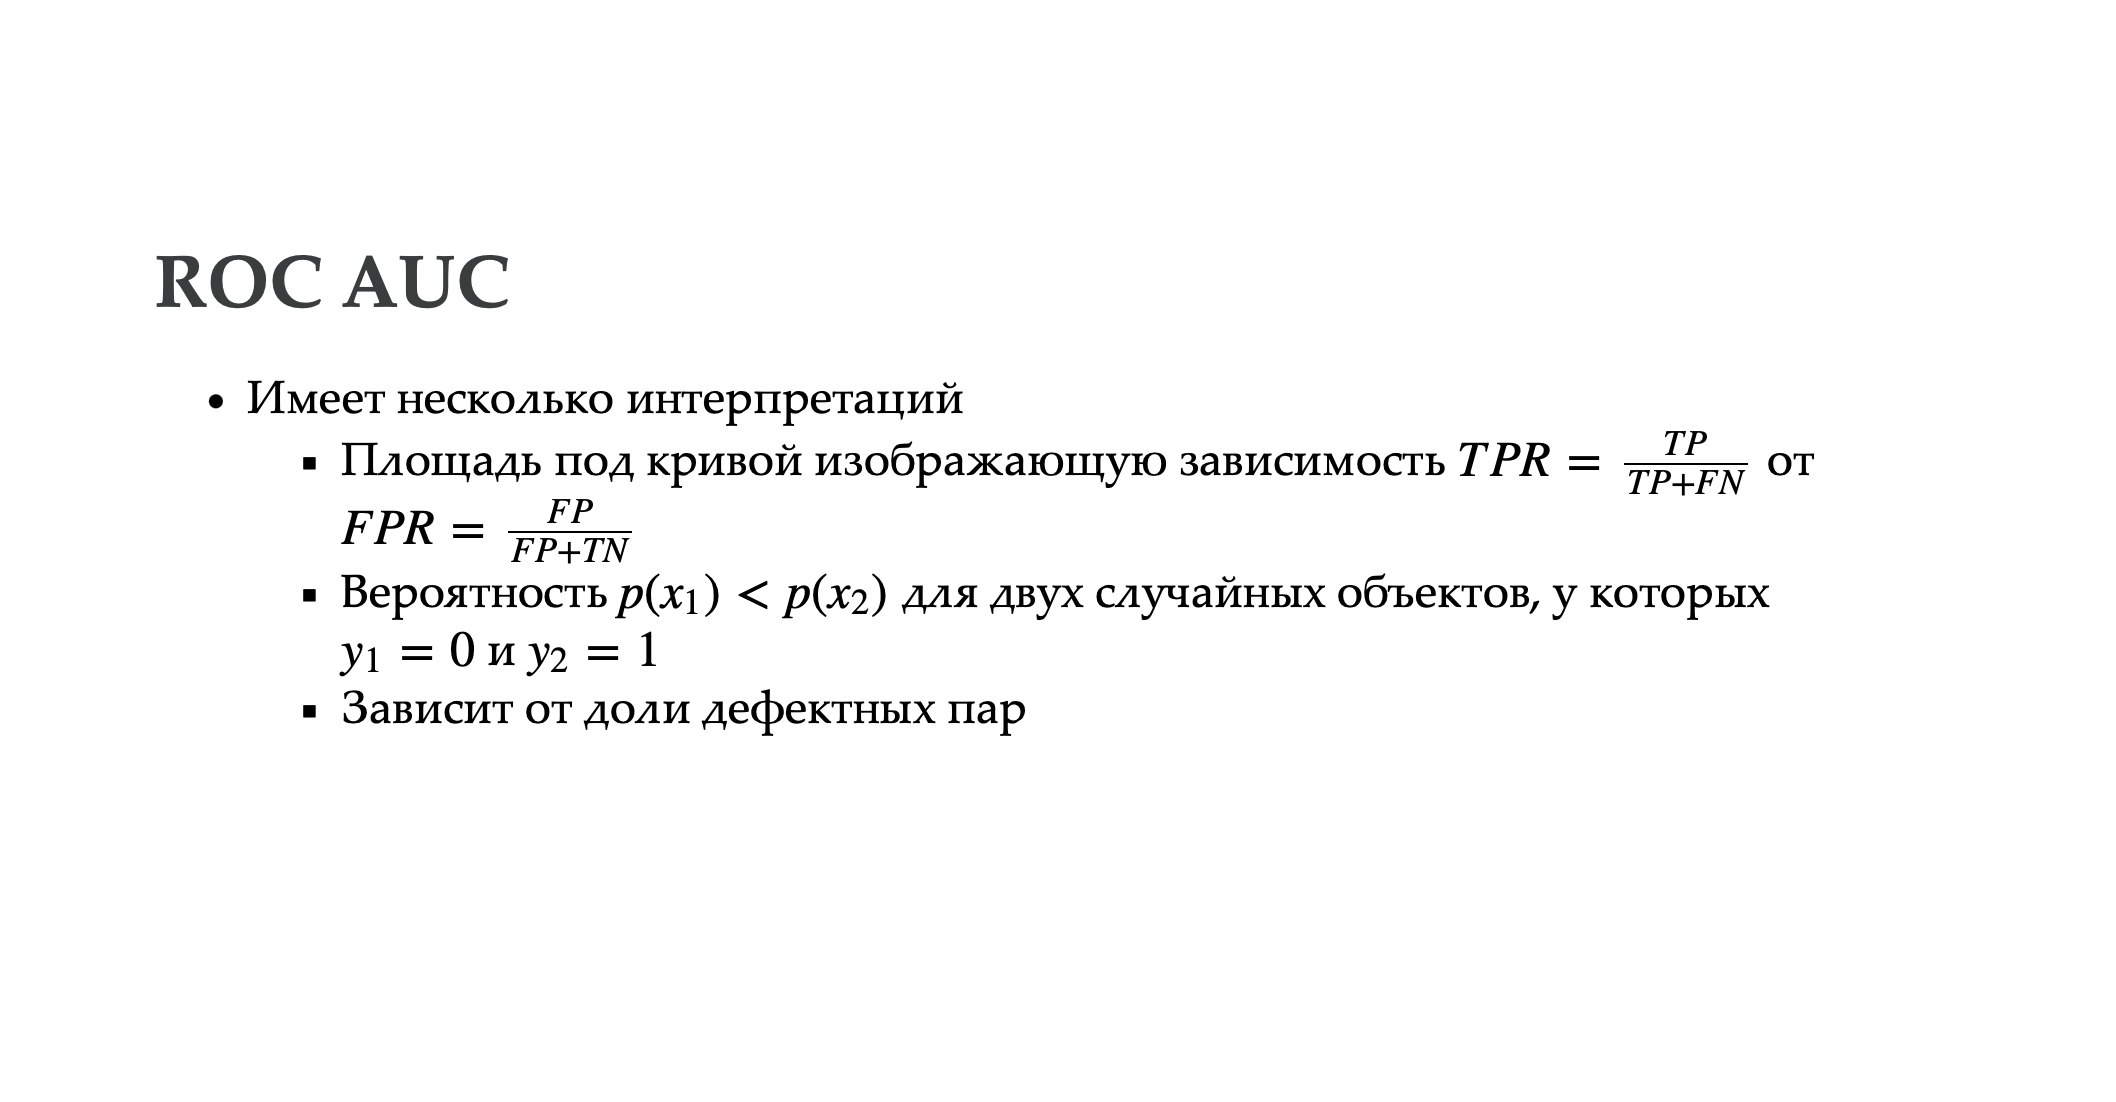 ROC AUC
• Имеет несколько интерпретаций
▪ Площадь под кривой изображающую зависимость $TPR = \frac{TP}{TP+FN}$ от
$FPR = \frac{FP}{FP+TN}$
▪ Вероятность $p(x_1) < p(x_2)$ для двух случайных объектов, у которых
$y_1 = 0$ и $y_2 = 1$
▪ Зависит от доли дефектных пар